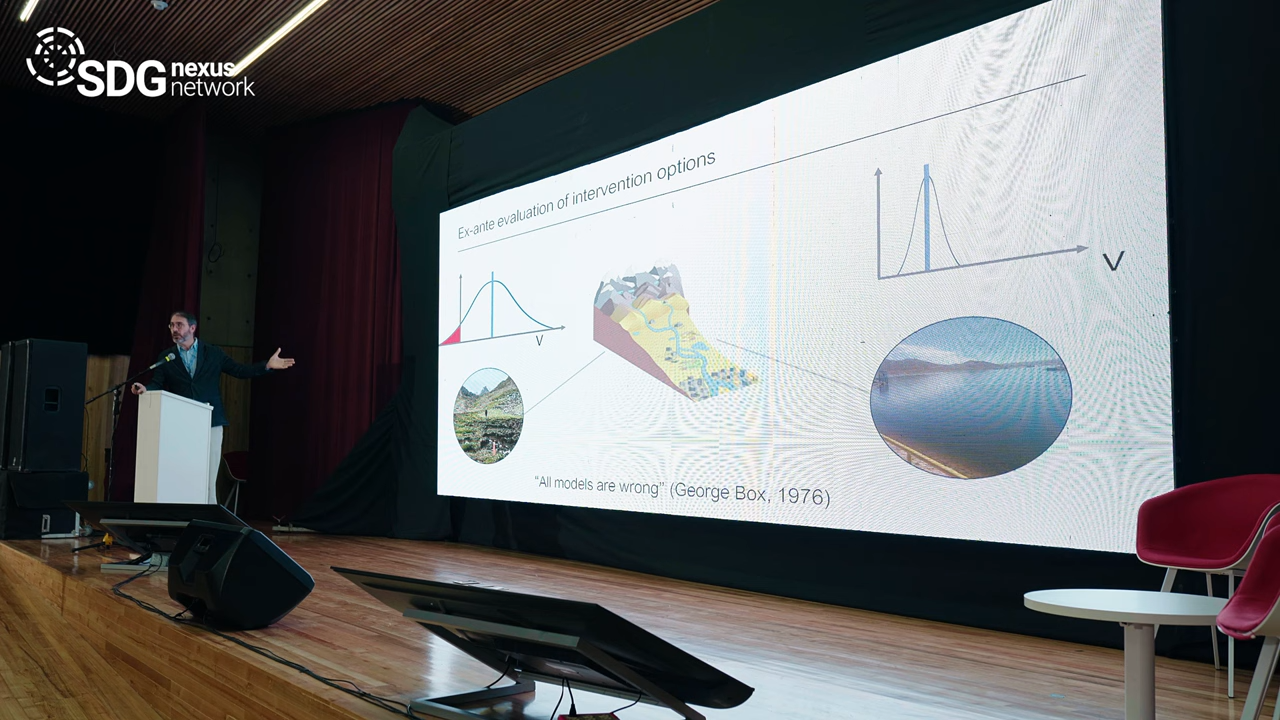 SDG nexus network
Ex-ante evaluation of intervention options
V
V
"All models are wrong" (George Box, 1976)